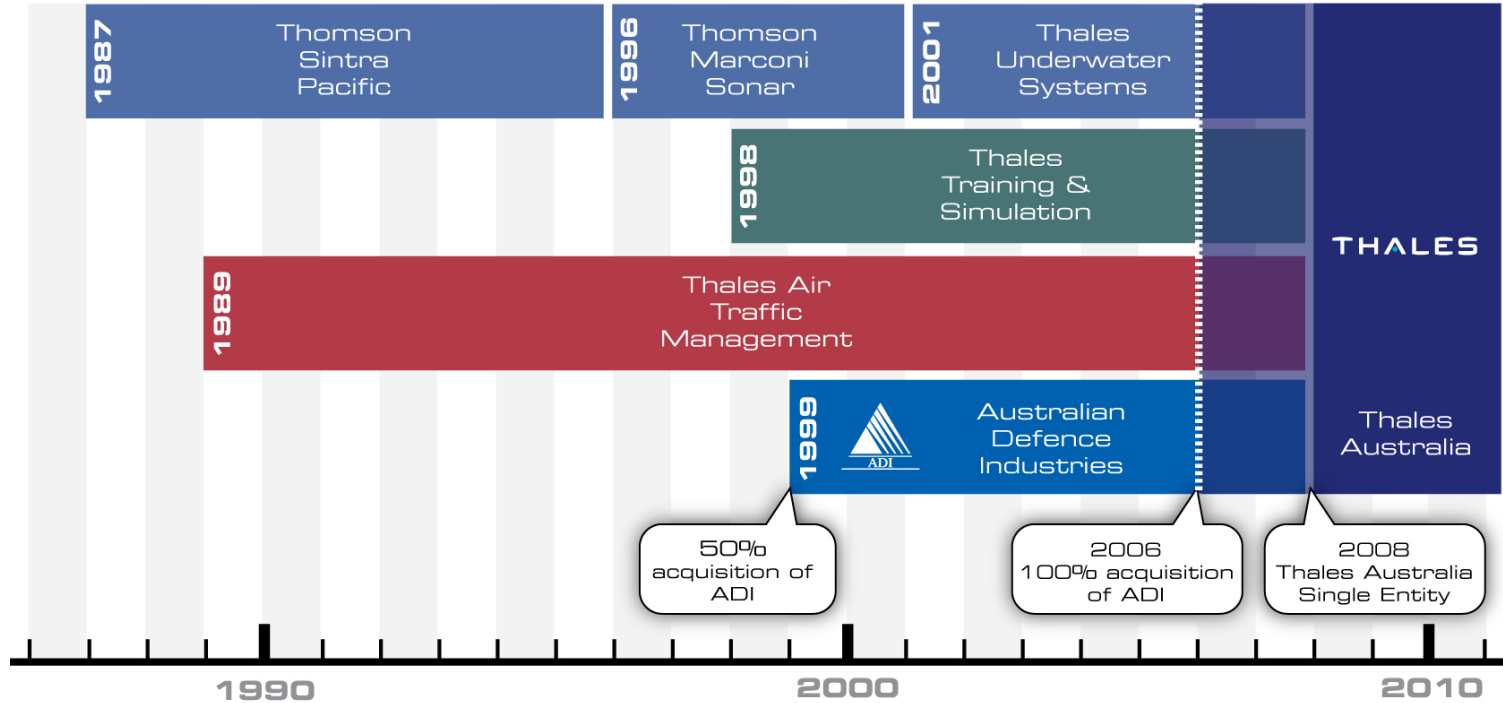 1987
Thomson
Sintra
Pacific
1996
Thomson
Marconi
Sonar
2001
Thales
Underwater
Systems
1998
Thales
Training &
Simulation
THALES
1989
Thales Air
Traffic
Management
1999
ADI
Australian
Defence
Industries
Thales
Australia
50%
acquisition of
ADI
2006
100% acquisition
of ADI
2008
Thales Australia
Single Entity
1990
2000
2010